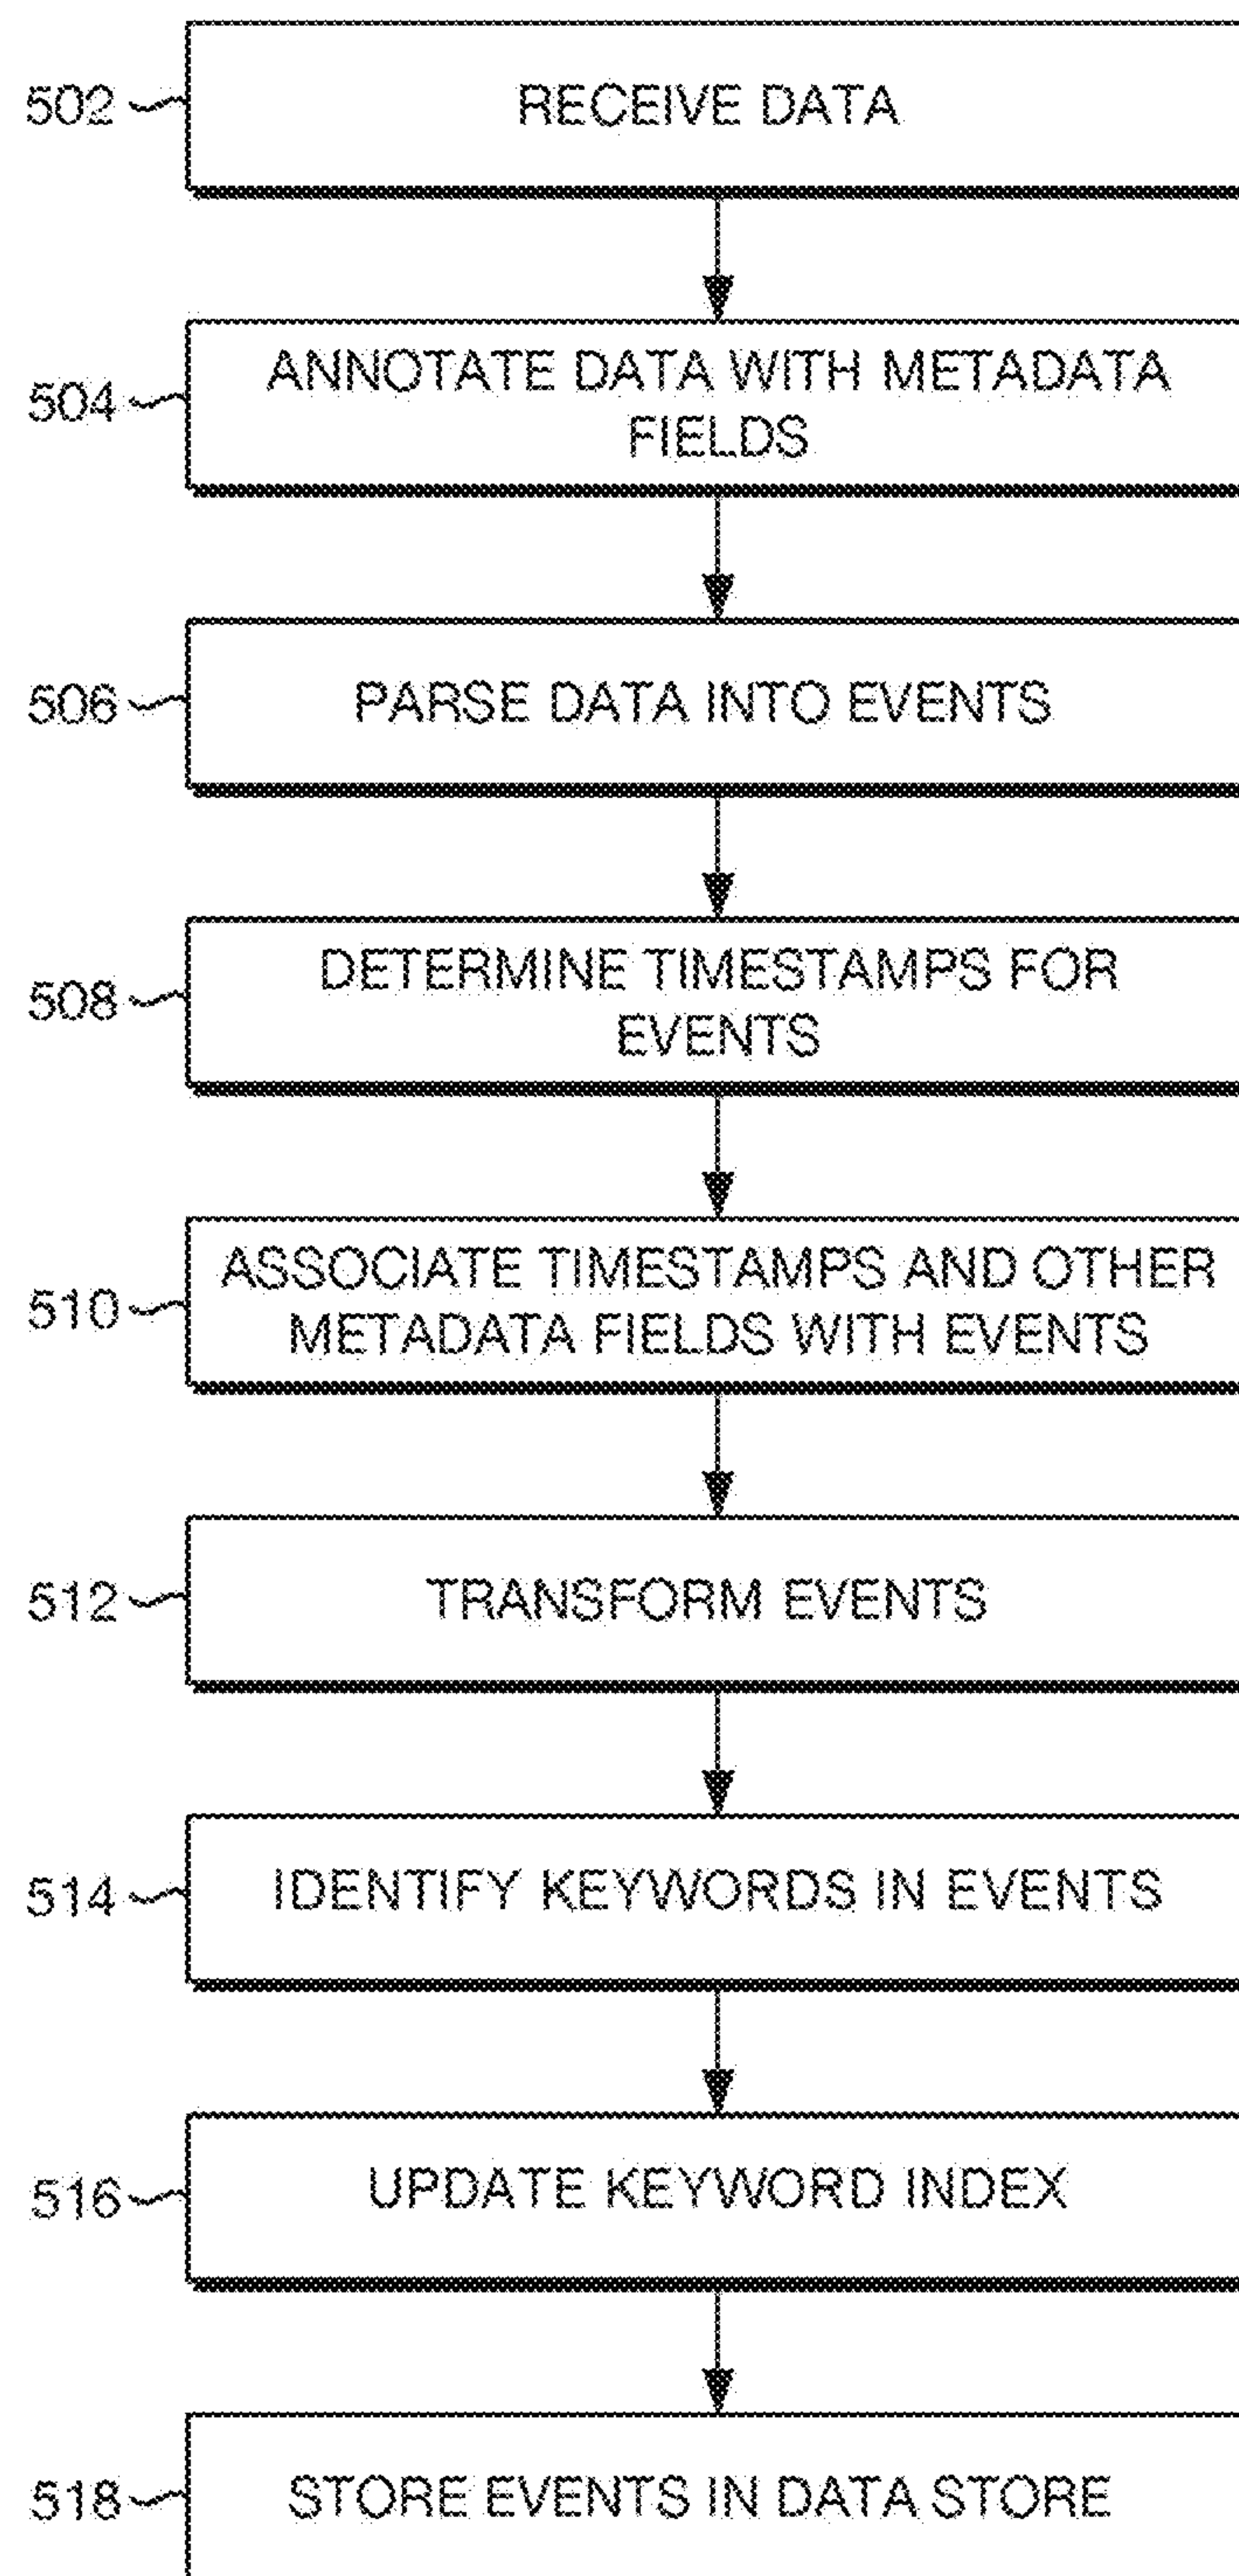 502 RECEIVE DATA
504 ANNOTATE DATA WITH METADATA
FIELDS
506 PARSE DATA INTO EVENTS
508 DETERMINE TIMESTAMPS FOR
EVENTS
510 ASSOCIATE TIMESTAMPS AND OTHER
METADATA FIELDS WITH EVENTS
512 TRANSFORM EVENTS
514 IDENTIFY KEYWORDS IN EVENTS
516 UPDATE KEYWORD INDEX
518 STORE EVENTS IN DATA STORE